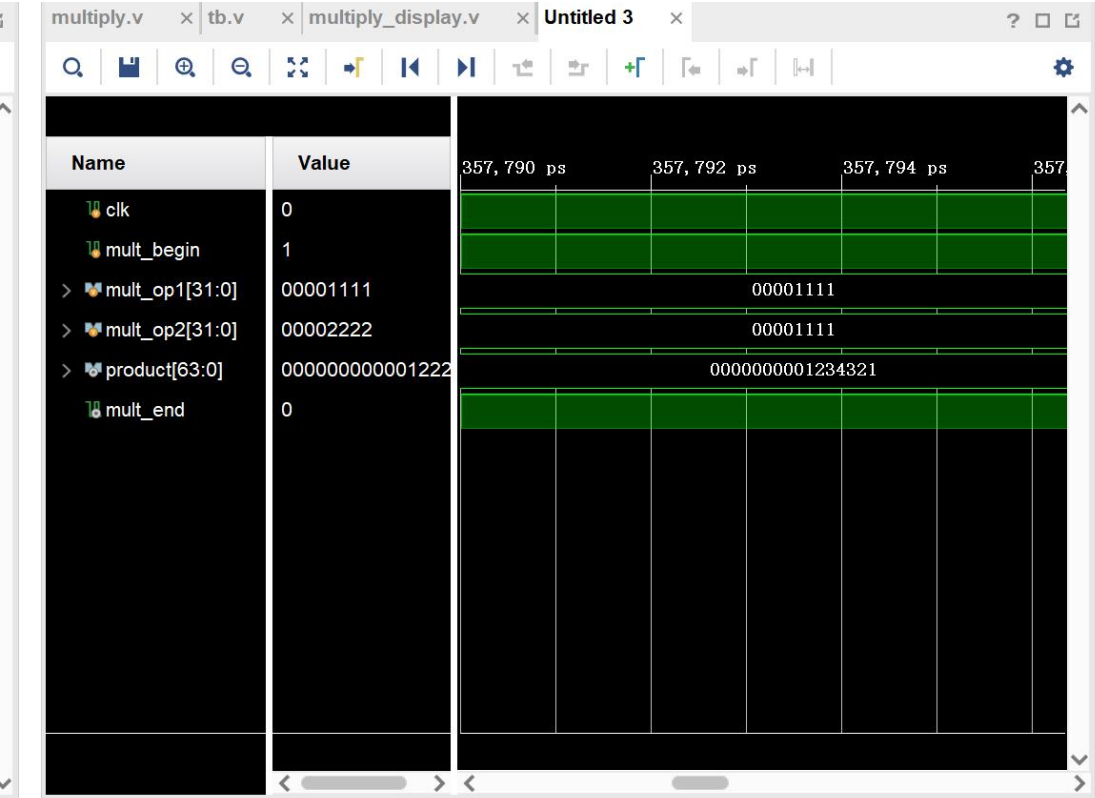 multiply.v × tb.v × multiply_display.v × Untitled 3 × ?
Name Value
357,790 ps 357,792 ps 357,794 ps 357,
clk 0
mult_begin 1
mult_op1[31:0] 00001111 00001111
mult_op2[31:0] 00002222 00001111
product[63:0] 000000000001222 0000000001234321
mult_end 0